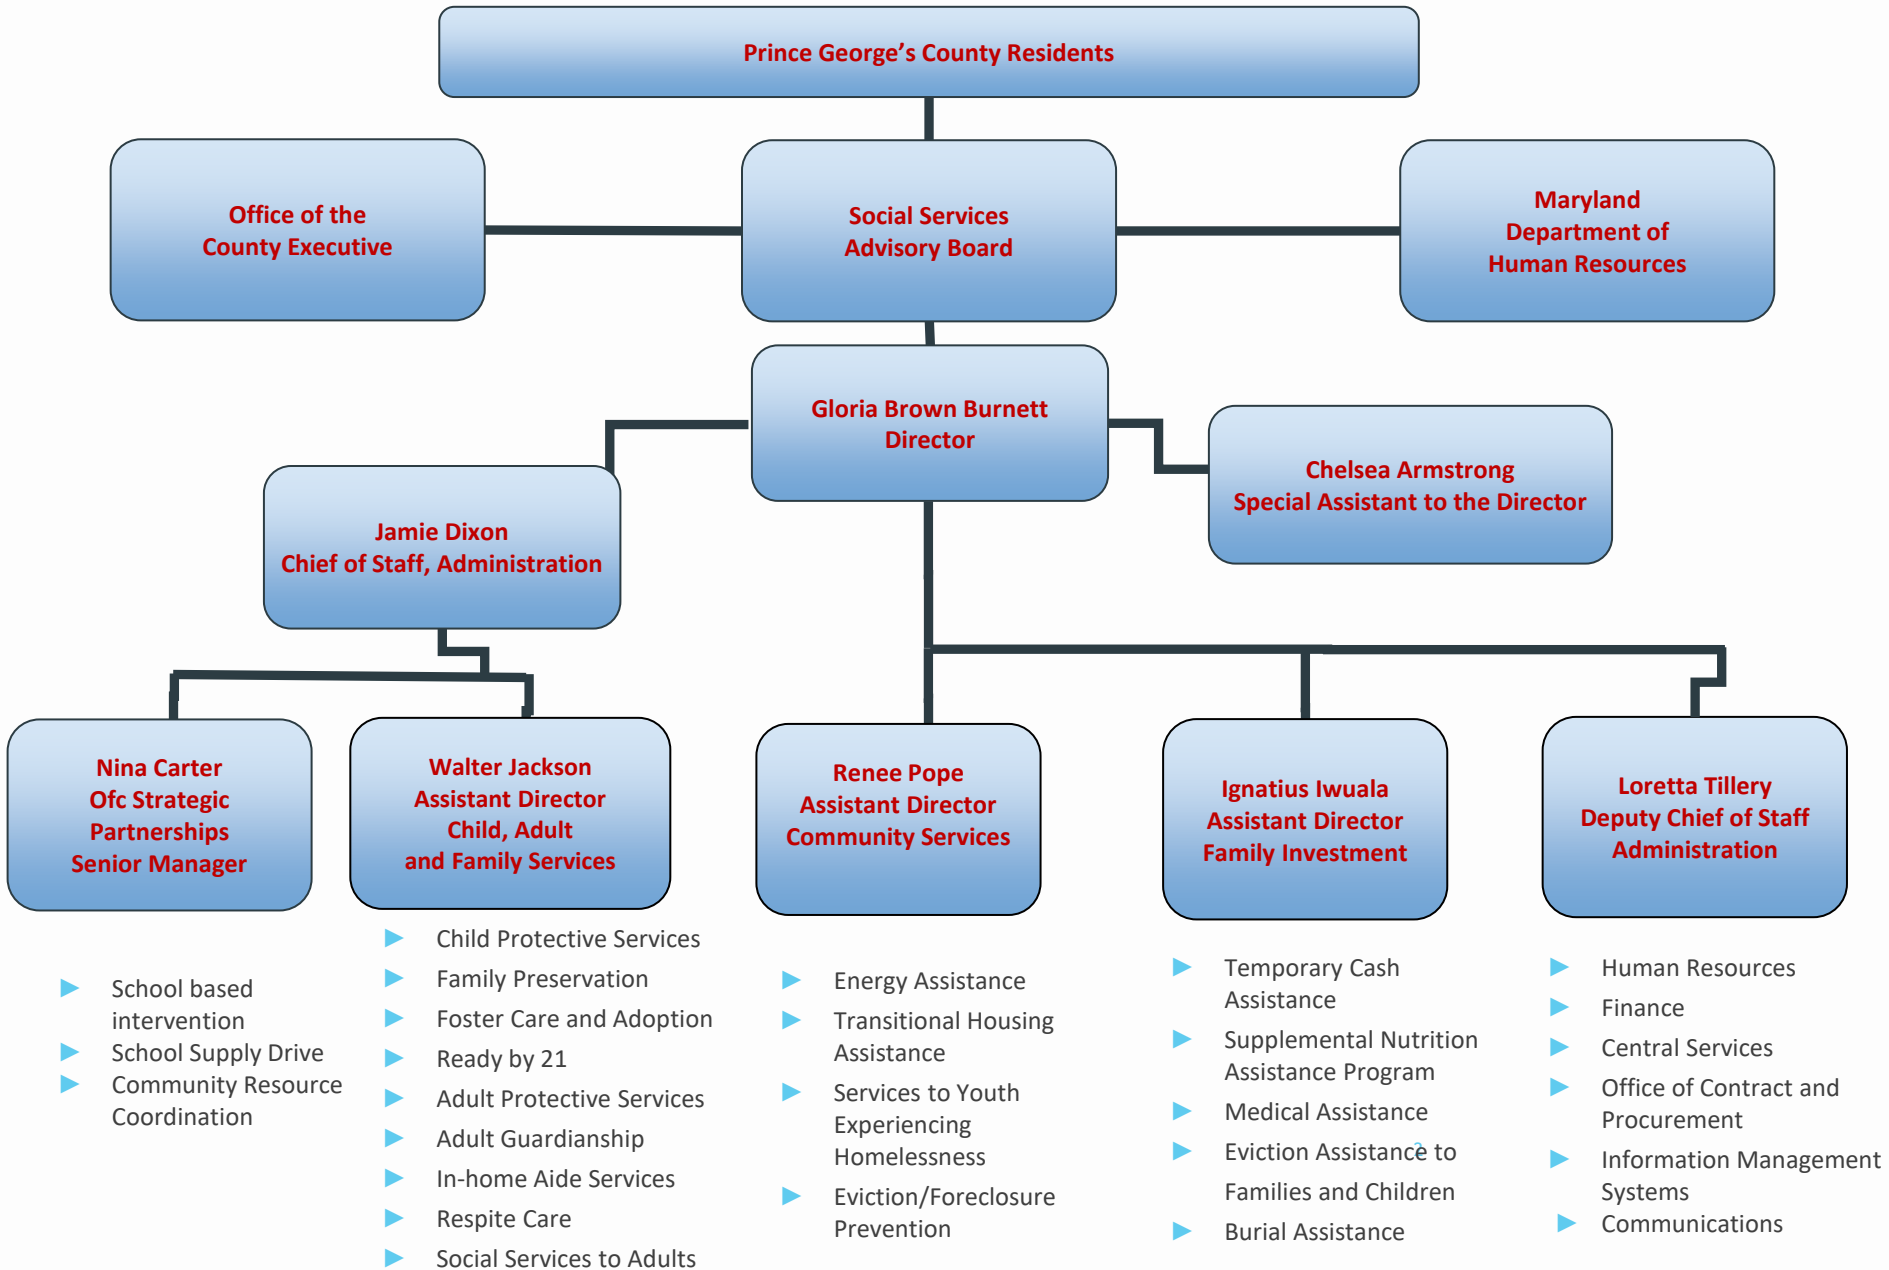 Prince George’s County Residents
Office of the
County Executive
Social Services
Advisory Board
Maryland
Department of
Human Resources
Gloria Brown Burnett
Director
Chelsea Armstrong
Special Assistant to the Director
Jamie Dixon
Chief of Staff, Administration
Nina Carter
Ofc Strategic
Partnerships
Senior Manager
Walter Jackson
Assistant Director
Child, Adult
and Family Services
Renee Pope
Assistant Director
Community Services
Ignatius Iwuala
Assistant Director
Family Investment
Loretta Tillery
Deputy Chief of Staff
Administration
School based
intervention
School Supply Drive
Community Resource
Coordination
Child Protective Services
Family Preservation
Foster Care and Adoption
Ready by 21
Adult Protective Services
Adult Guardianship
In-home Aide Services
Respite Care
Social Services to Adults
Energy Assistance
Transitional Housing
Assistance
Services to Youth
Experiencing
Homelessness
Eviction/Foreclosure
Prevention
Temporary Cash
Assistance
Supplemental Nutrition
Assistance Program
Medical Assistance
Eviction Assistance to
Families and Children
Burial Assistance
2
Human Resources
Finance
Central Services
Office of Contract and
Procurement
Information Management
Systems
Communications